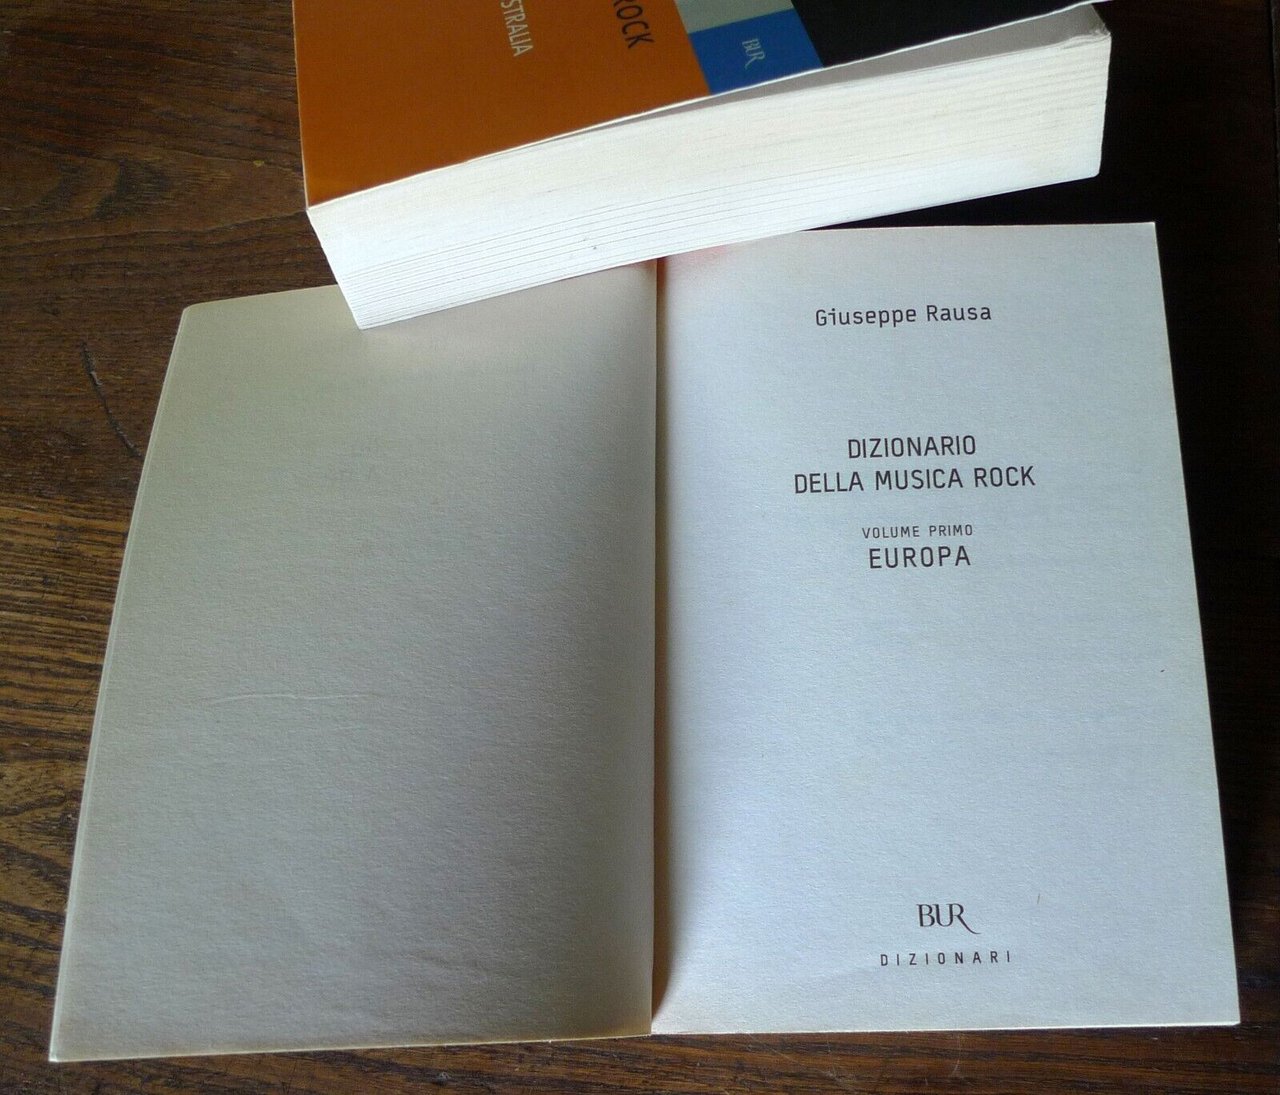 ROCK
STRALIA
BUR
Giuseppe Rausa
DIZIONARIO
DELLA MUSICA ROCK
VOLUME PRIMO
EUROPA
BUR
DIZIONARI